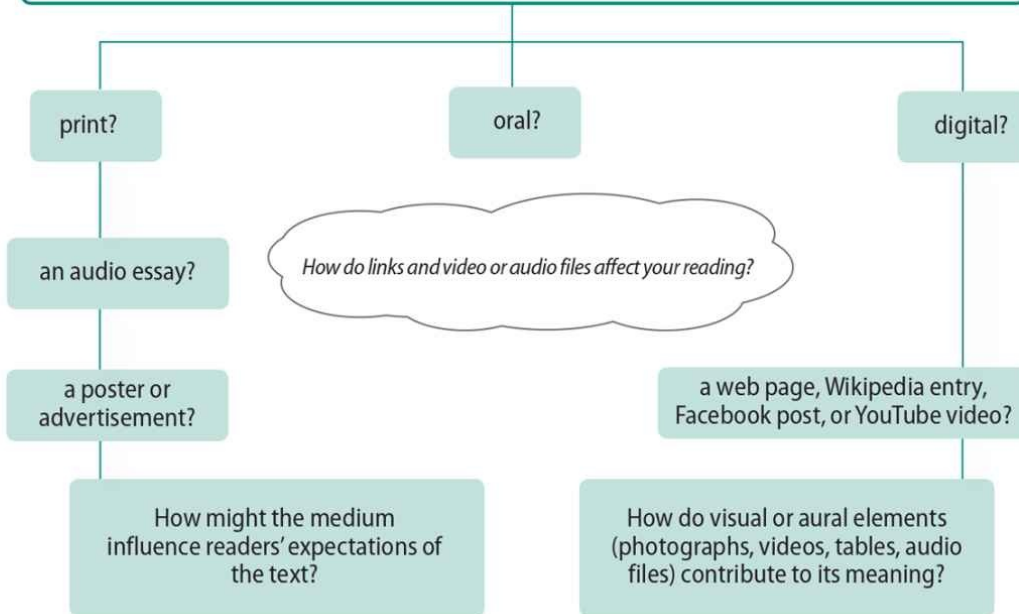 print?
oral?
digital?
an audio essay?
How do links and video or audio files affect your reading?
a poster or
advertisement?
a web page, Wikipedia entry,
Facebook post, or YouTube video?
How might the medium
influence readers' expectations of
the text?
How do visual or aural elements
(photographs, videos, tables, audio
files) contribute to its meaning?